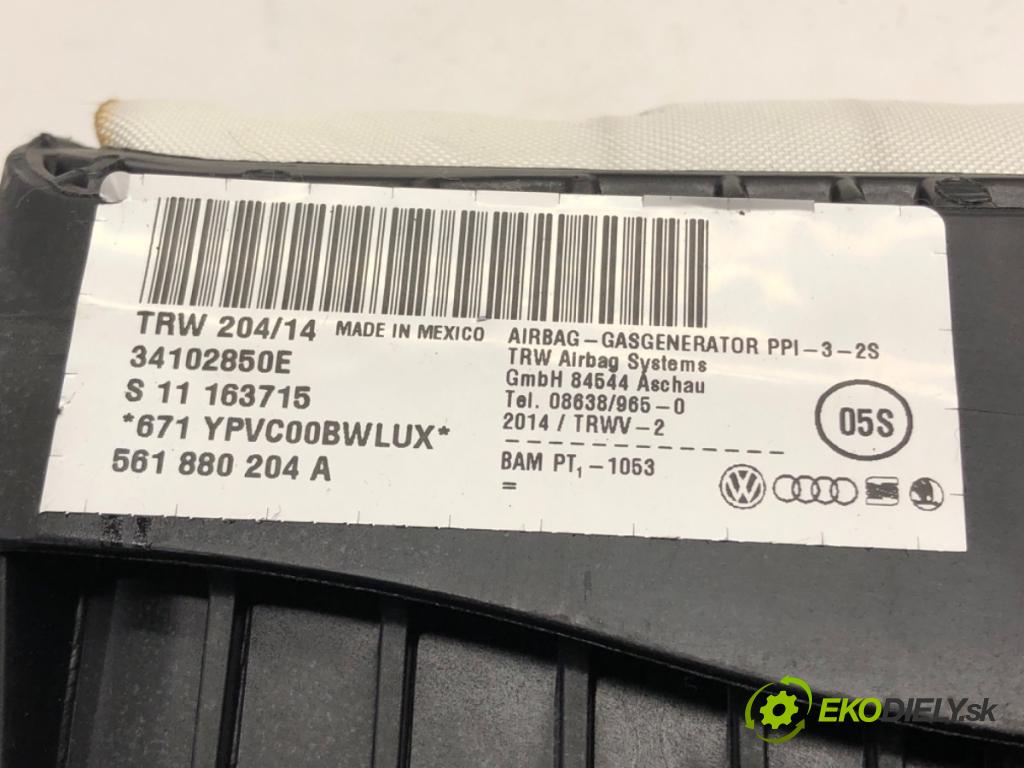 TRW 204/14 MADE IN MEXICO
34102850E
S 11 163715
*671 YPVC00BWLUX*
561 880 204 A
AIRBAG-GASGENERATOR PPI-3-2S
TRW Airbag Systems
GmbH 84544 Aschau
Tel. 08638/965-0
2014 / TRWV-2
BAM PT1-1053
=
05S
EKODIELY.sk